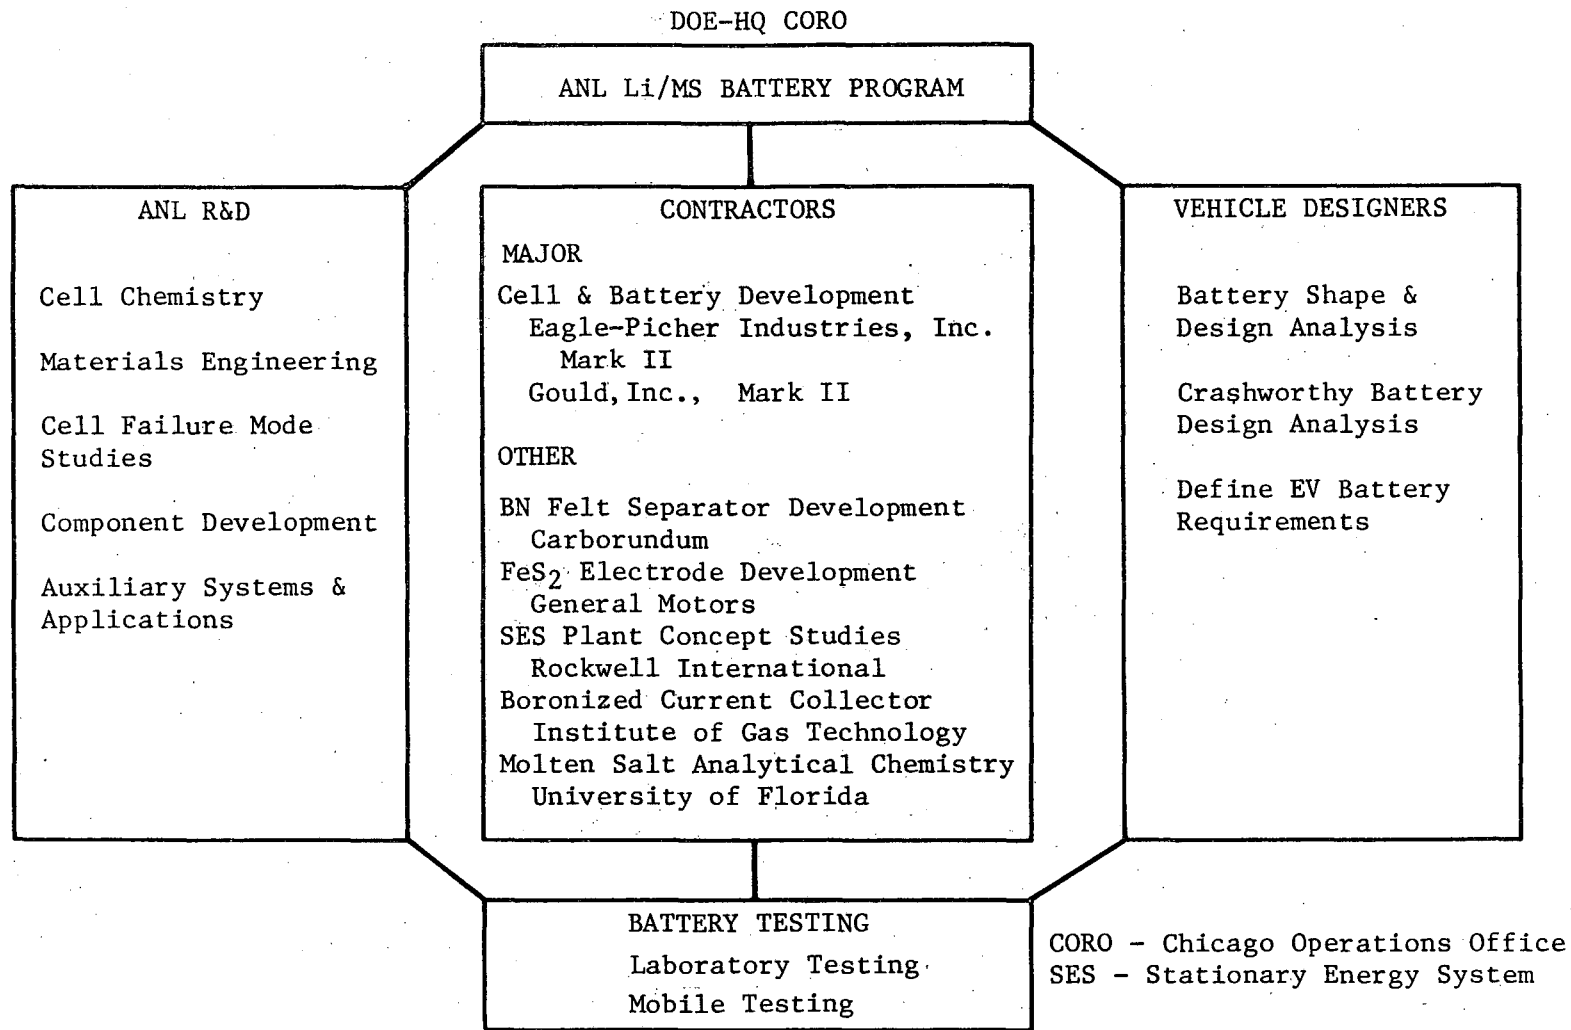 DOE-HQ CORO
ANL Li/MS BATTERY PROGRAM
ANL R&D
Cell Chemistry
Materials Engineering
Cell Failure Mode
Studies
Component Development
Auxiliary Systems &
Applications
CONTRACTORS
MAJOR
Cell & Battery Development
Eagle-Picher Industries, Inc.
Mark II
Gould, Inc., Mark II
OTHER
BN Felt Separator Development
Carborundum
FeS2 Electrode Development
General Motors
SES Plant Concept Studies
Rockwell International
Boronized Current Collector
Institute of Gas Technology
Molten Salt Analytical Chemistry
University of Florida
VEHICLE DESIGNERS
Battery Shape &
Design Analysis
Crashworthy Battery
Design Analysis
Define EV Battery
Requirements
BATTERY TESTING
Laboratory Testing
Mobile Testing
CORO - Chicago Operations Office
SES - Stationary Energy System